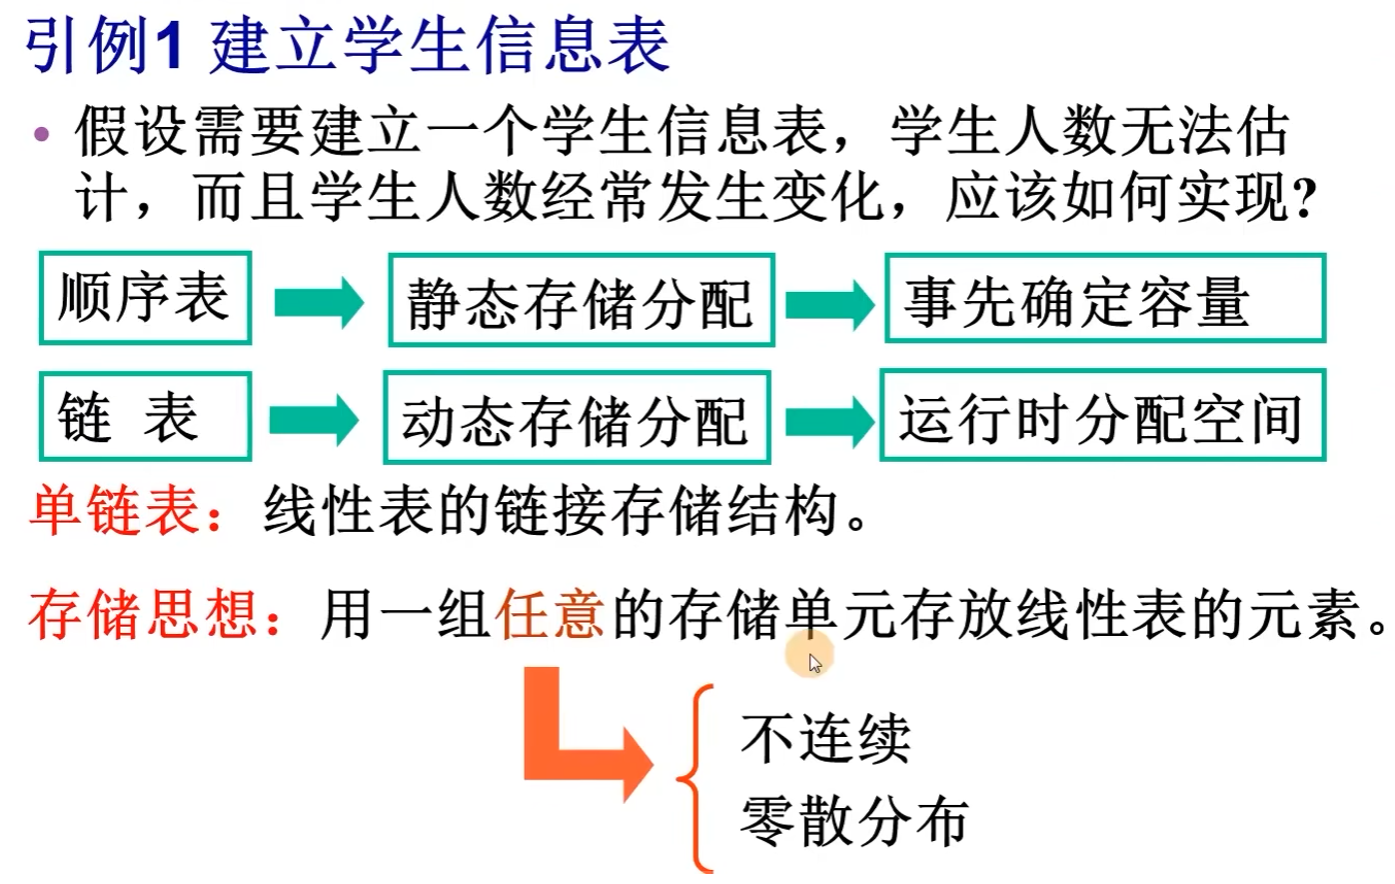 引例1 建立学生信息表
• 假设需要建立一个学生信息表，学生人数无法估
计，而且学生人数经常发生变化，应该如何实现?
顺序表 静态存储分配 事先确定容量
链 表 动态存储分配 运行时分配空间
单链表：线性表的链接存储结构。
存储思想：用一组任意的存储单元存放线性表的元素。
不连续
零散分布